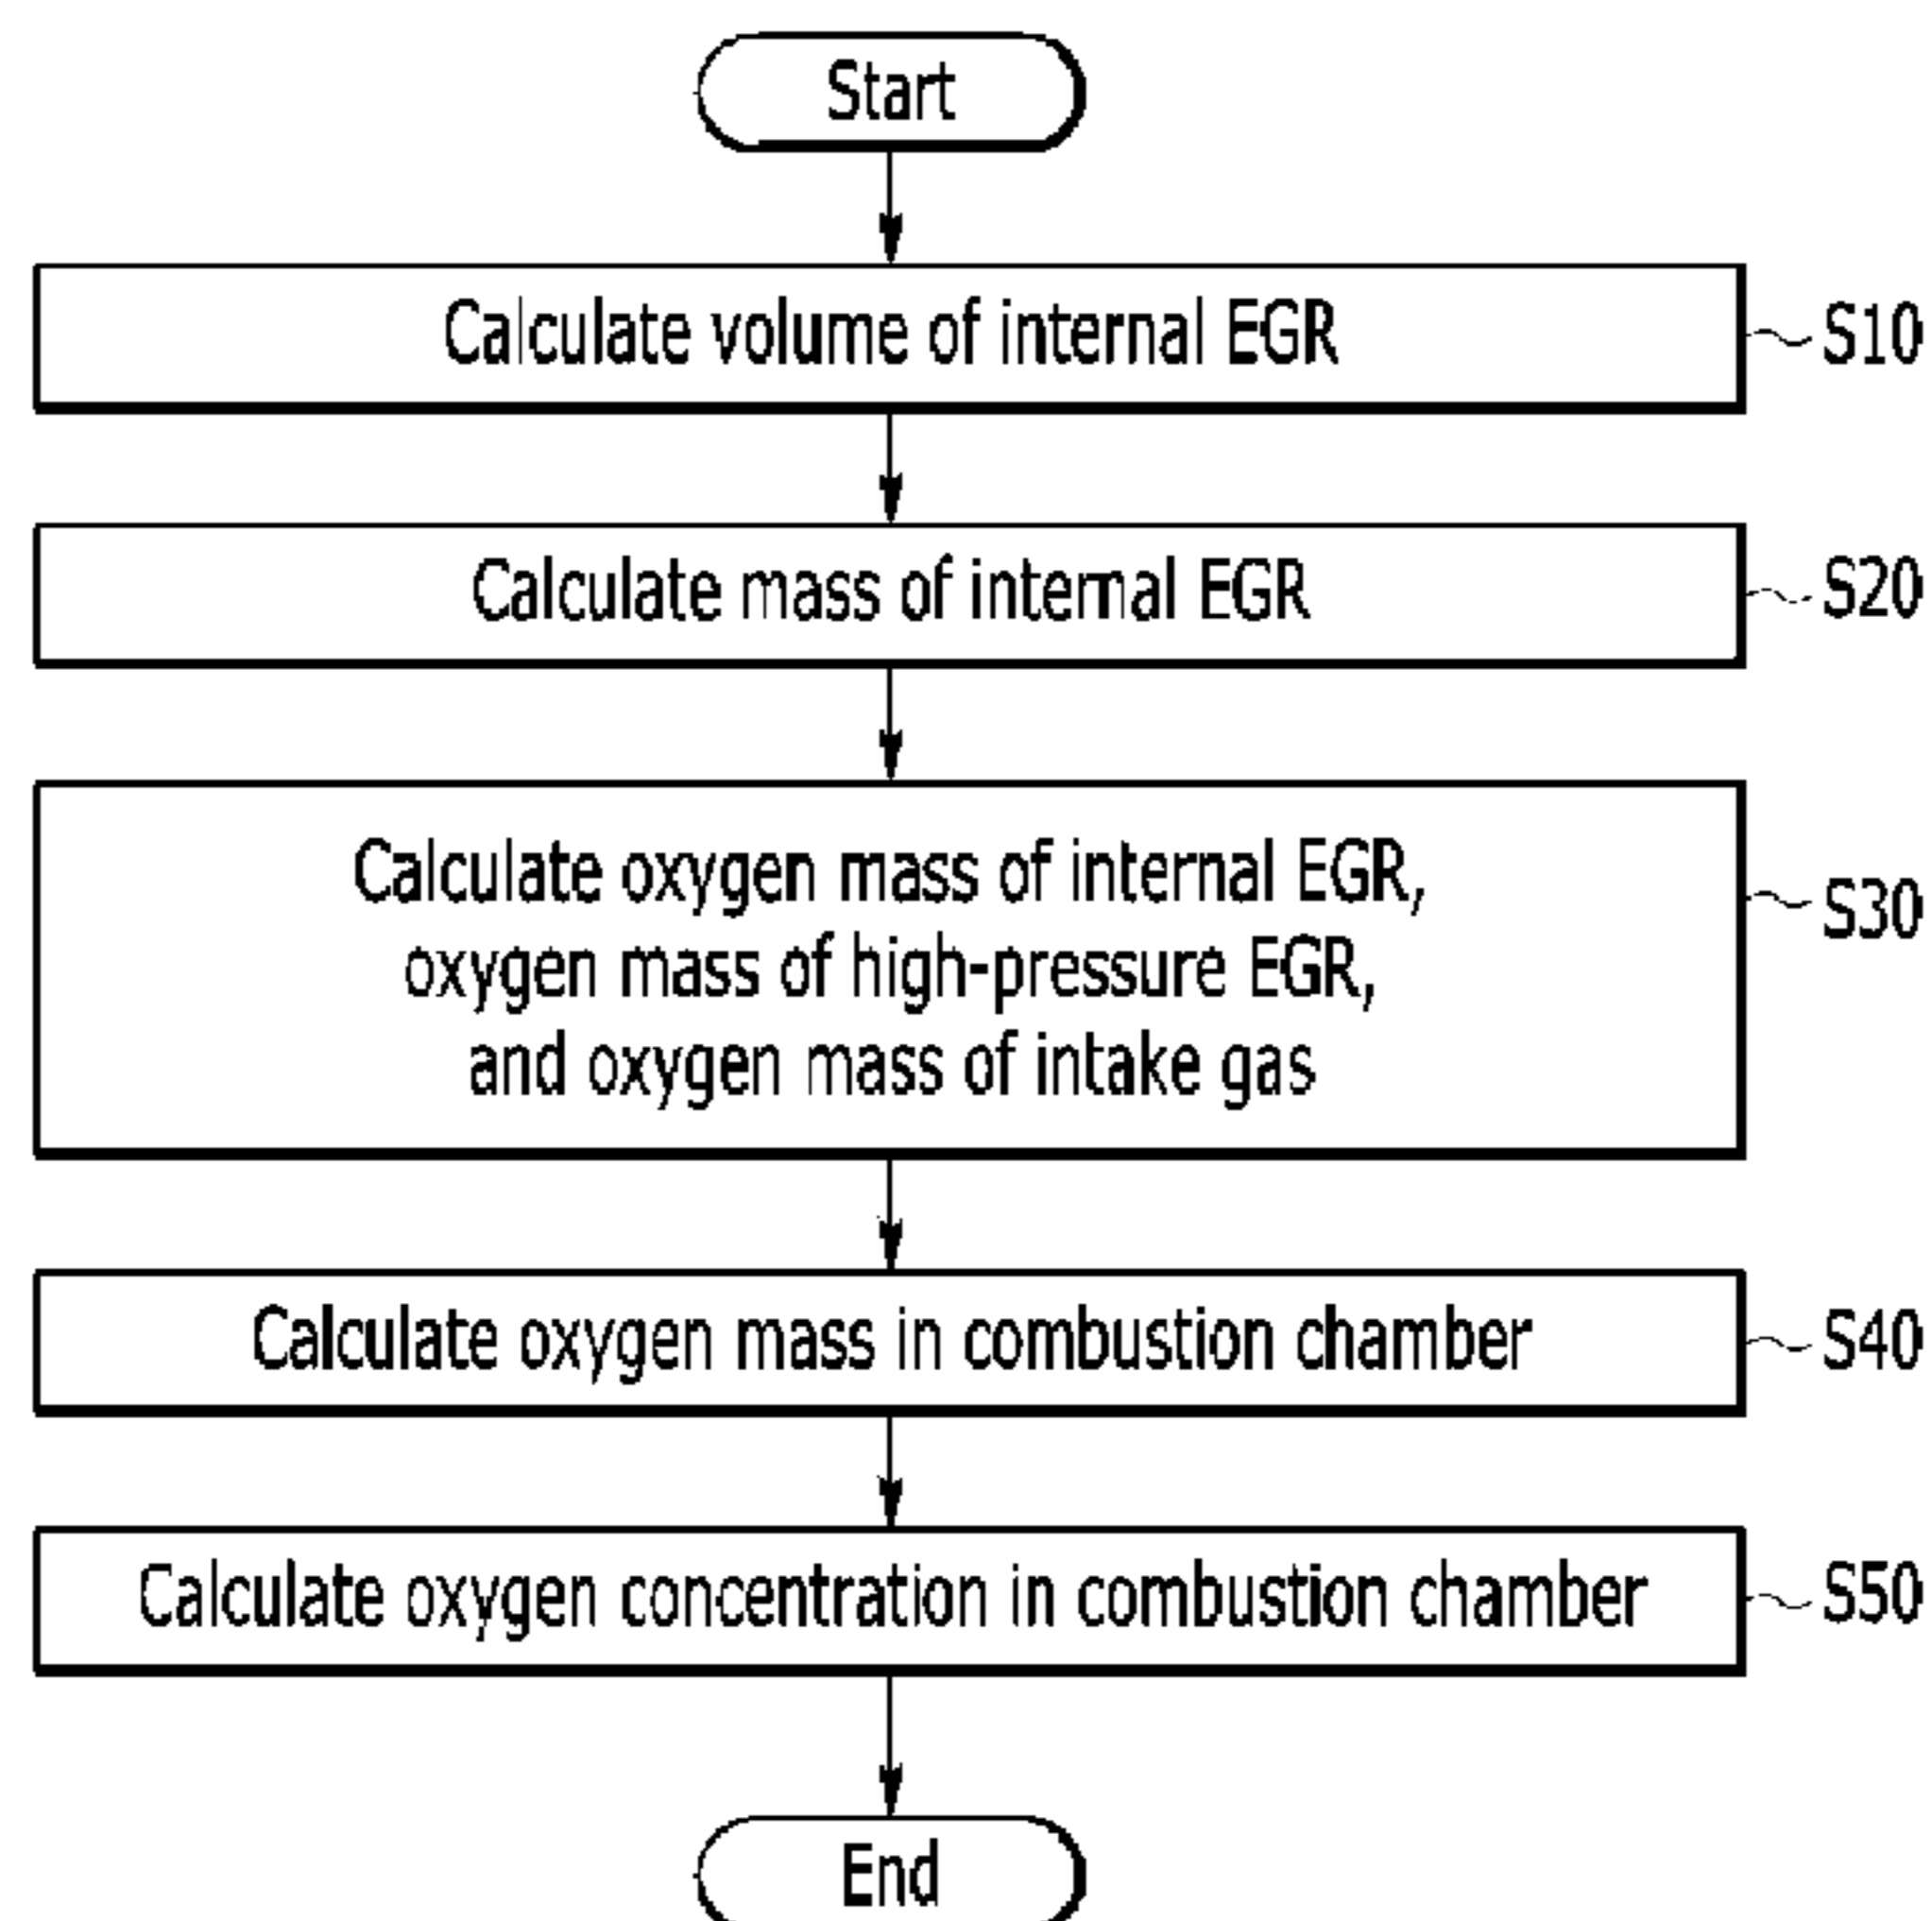 Start
Calculate volume of internal EGR
S10
Calculate mass of internal EGR
S20
Calculate oxygen mass of internal EGR,
oxygen mass of high-pressure EGR,
and oxygen mass of intake gas
S30
Calculate oxygen mass in combustion chamber
S40
Calculate oxygen concentration in combustion chamber
S50
End